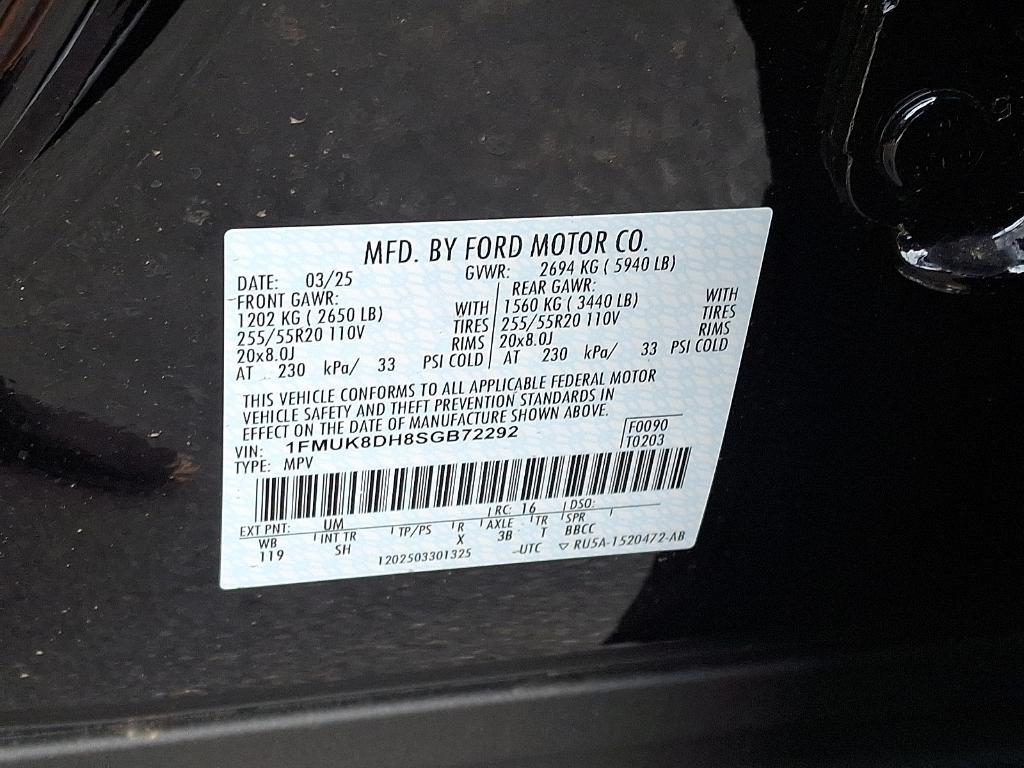 MFD. BY FORD MOTOR CO.
DATE: 03/25 GVWR: 2694 KG ( 5940 LB)
FRONT GAWR: REAR GAWR:
1202 KG ( 2650 LB) WITH 1560 KG ( 3440 LB) WITH
255/55R20 110V TIRES 255/55R20 110V TIRES
20x8.0J RIMS 20x8.0J RIMS
AT 230 kPa/ 33 PSI COLD AT 230 kPa/ 33 PSI COLD
THIS VEHICLE CONFORMS TO ALL APPLICABLE FEDERAL MOTOR
VEHICLE SAFETY AND THEFT PREVENTION STANDARDS IN
EFFECT ON THE DATE OF MANUFACTURE SHOWN ABOVE.
VIN: 1FMUK8DH8SGB72292 F0090
TYPE: MPV T0203
EXT PNT: UM RC: 16 DSO:
WB INT TR TP/PS R AXLE TR SPR
119 SH X 3B T BBCC
1202503301325 -UTC ▽ RU5A-1520472-AB